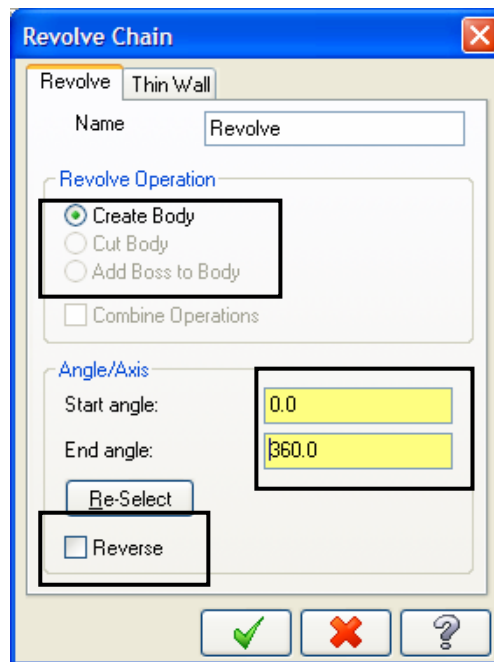 Revolve Chain
Revolve Thin Wall
Name Revolve
Revolve Operation
Create Body
Cut Body
Add Boss to Body
Combine Operations
Angle/Axis
Start angle: 0.0
End angle: 360.0
Re-Select
Reverse